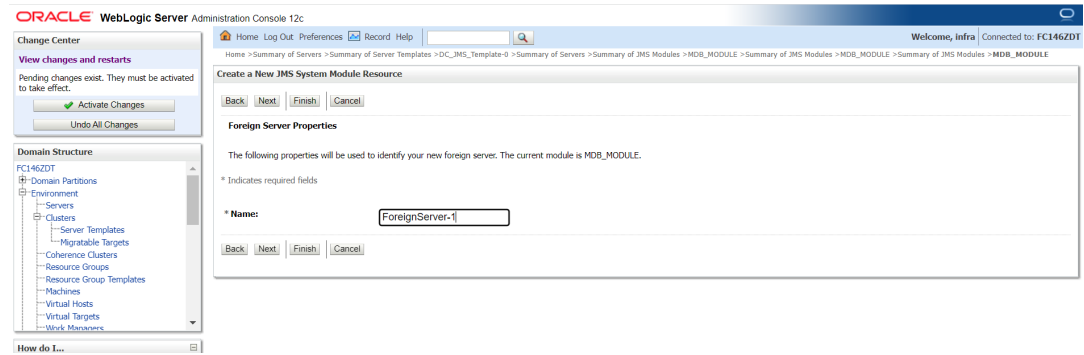 ORACLE WebLogic Server Administration Console 12c
Change Center
View changes and restarts
Pending changes exist. They must be activated
to take effect.
Activate Changes
Undo All Changes
Domain Structure
FC146ZDT
Domain Partitions
Environment
Servers
Clusters
Server Templates
Migratable Targets
Coherence Clusters
Resource Groups
Resource Group Templates
Machines
Virtual Hosts
Virtual Targets
Work Managers
How do I...
Home Log Out Preferences Record Help
Welcome, infra Connected to: FC146ZDT
Home >Summary of Servers >Summary of Server Templates >DC_JMS_Template-0 >Summary of Servers >Summary of JMS Modules >MDB_MODULE >Summary of JMS Modules >MDB_MODULE >Summary of JMS Modules >MDB_MODULE
Create a New JMS System Module Resource
Back Next Finish Cancel
Foreign Server Properties
The following properties will be used to identify your new foreign server. The current module is MDB_MODULE.
* Indicates required fields
* Name: ForeignServer-1
Back Next Finish Cancel